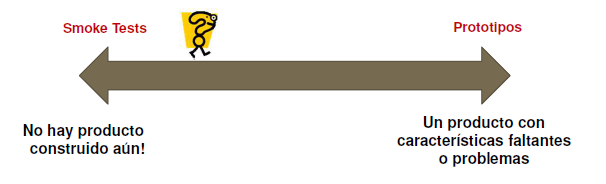 Smoke Tests
Prototipos
No hay producto
construido aún!
Un producto con
características faltantes
o problemas